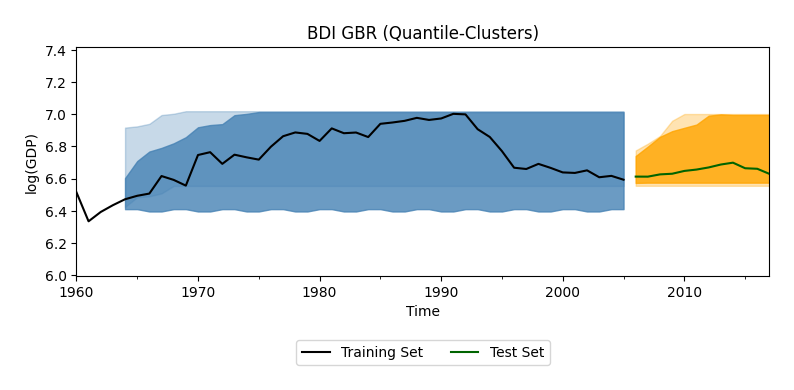 BDI GBR (Quantile-Clusters)
log(GDP)
7.4
7.2
7.0
6.8
6.6
6.4
6.2
6.0
1960 1970 1980 1990 2000 2010
Time
Training Set Test Set